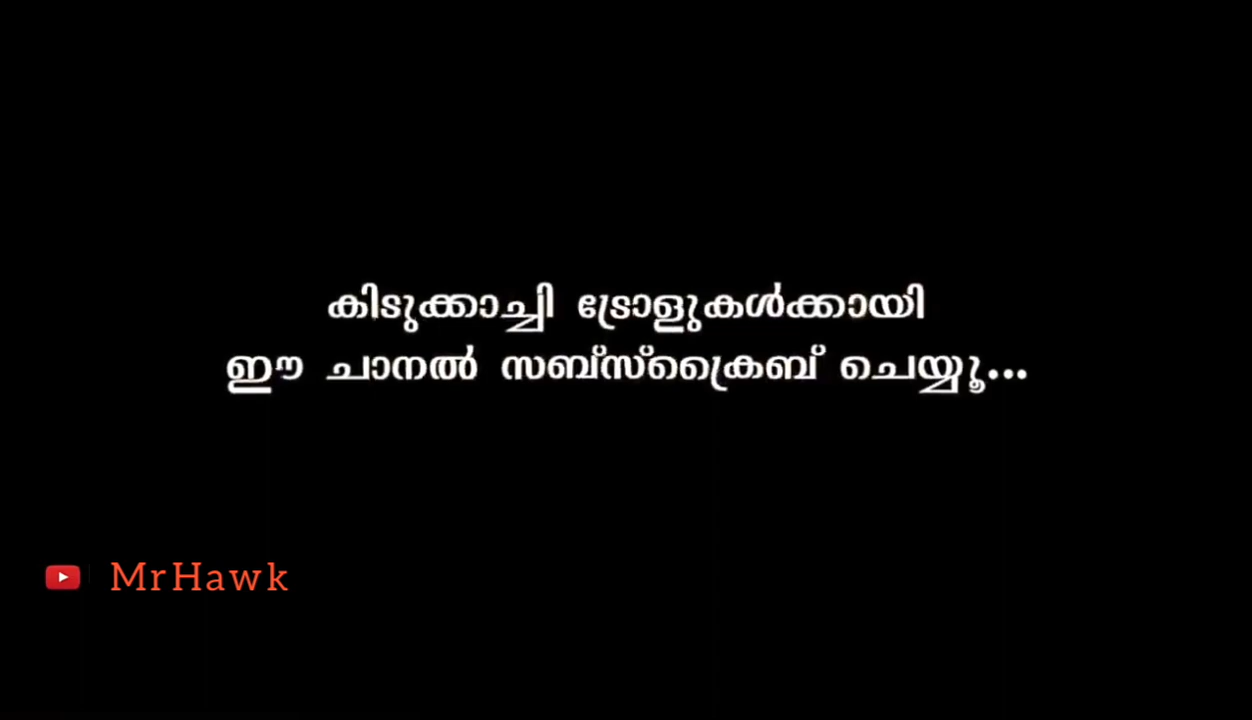 കിടുക്കാച്ചി ട്രോളുകൾക്കായി
ഈ ചാനൽ സബ്സ്ക്രൈബ് ചെയ്യൂ...
MrHawk